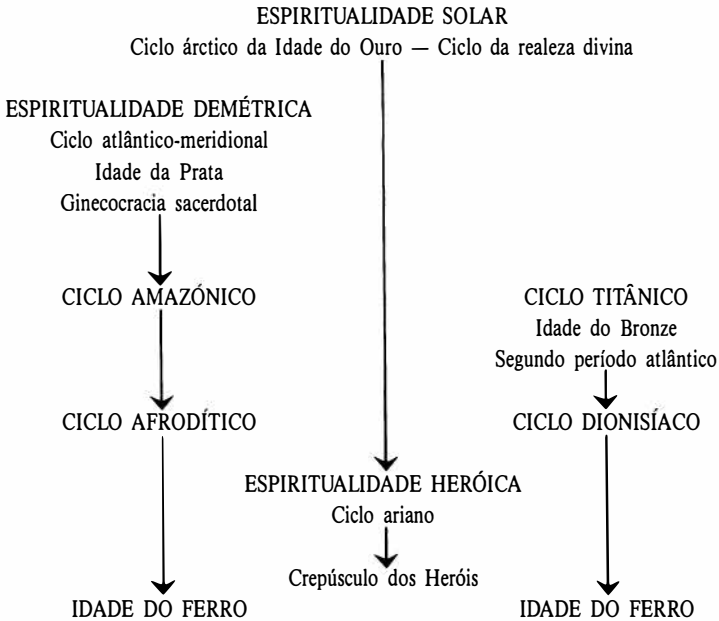 ESPIRITUALIDADE SOLAR
Ciclo árctico da Idade do Ouro — Ciclo da realeza divina
ESPIRITUALIDADE DEMÉTRICA
Ciclo atlântico-meridional
Idade da Prata
Ginecocracia sacerdotal
CICLO AMAZÓNICO
CICLO TITÂNICO
Idade do Bronze
Segundo período atlântico
CICLO AFRODÍTICO
CICLO DIONISÍACO
ESPIRITUALIDADE HERÓICA
Ciclo ariano
Crepúsculo dos Heróis
IDADE DO FERRO
IDADE DO FERRO